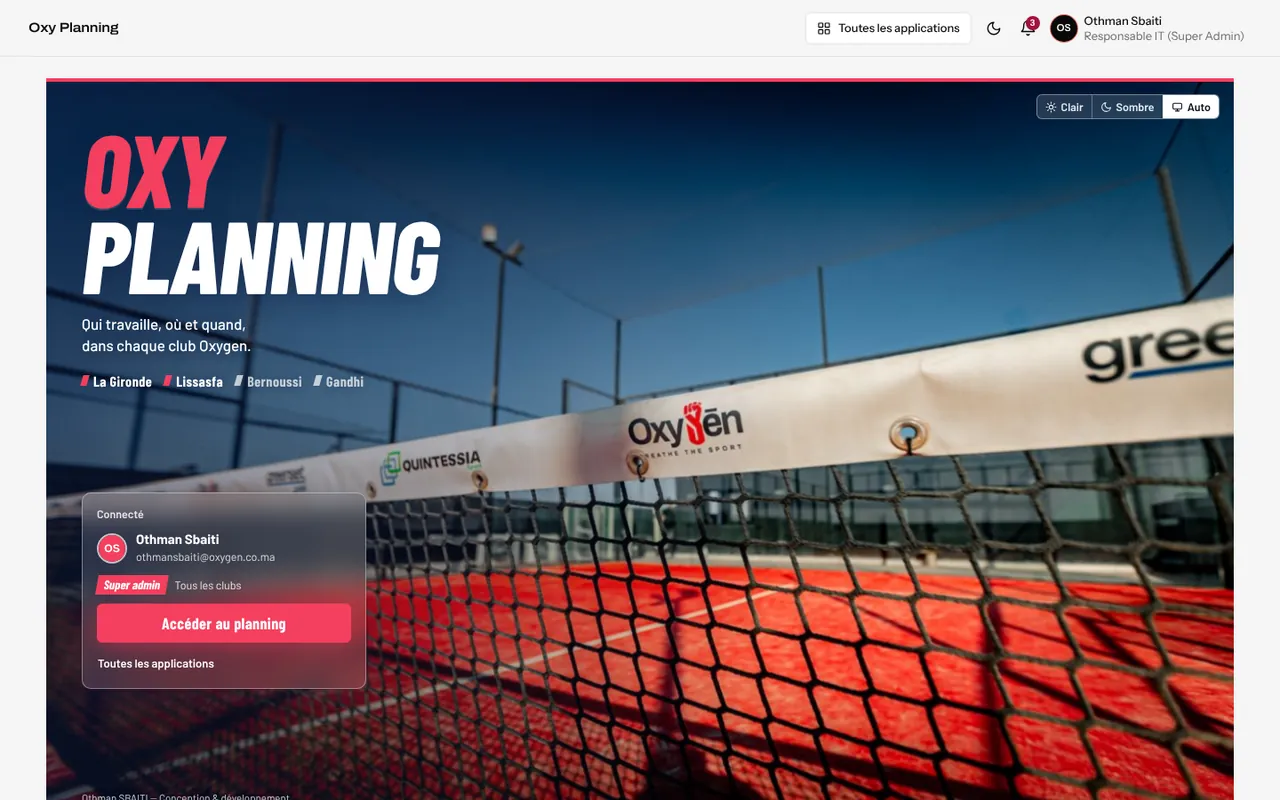 Oxy Planning
Toutes les applications
3
OS
Othman Sbaiti
Responsable IT (Super Admin)
Clair
Sombre
Auto
OXY
PLANNING
Qui travaille, où et quand,
dans chaque club Oxygen.
La Gironde
Lissasfa
Bernoussi
Gandhi
gree
Oxygēn
BREATHE THE SPORT
QUINTESSIA
Connecté
OS
Othman Sbaiti
othmansbaiti@oxygen.co.ma
Super admin
Tous les clubs
Accéder au planning
Toutes les applications
Othman SBAITI — Conception & développement